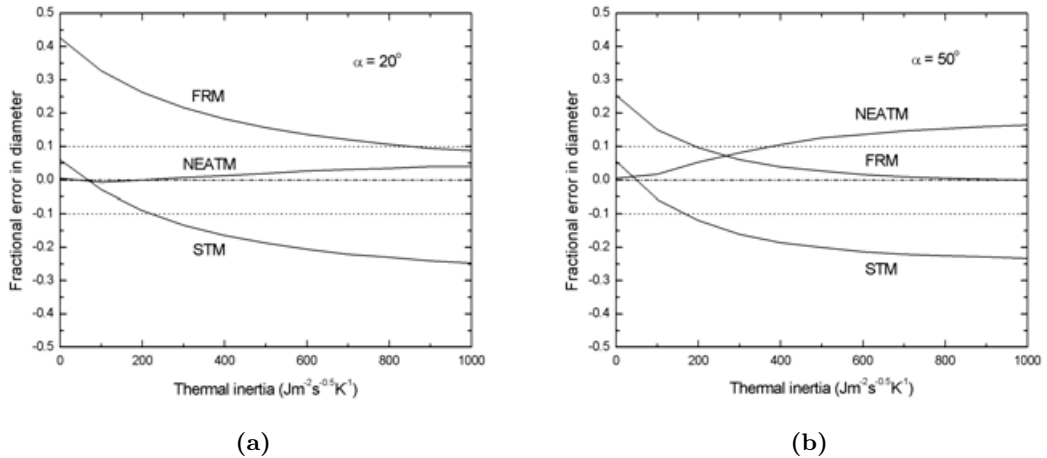 0.5
0.4
0.3
0.2
0.1
0.0
-0.1
-0.2
-0.3
-0.4
-0.5
Fractional error in diameter
α = 20°
FRM
NEATM
STM
0 200 400 600 800 1000
Thermal inertia (Jm⁻²s⁻⁰·⁵K⁻¹)
(a)
0.5
0.4
0.3
0.2
0.1
0.0
-0.1
-0.2
-0.3
-0.4
-0.5
Fractional error in diameter
α = 50°
NEATM
FRM
STM
0 200 400 600 800 1000
Thermal inertia (Jm⁻²s⁻⁰·⁵K⁻¹)
(b)